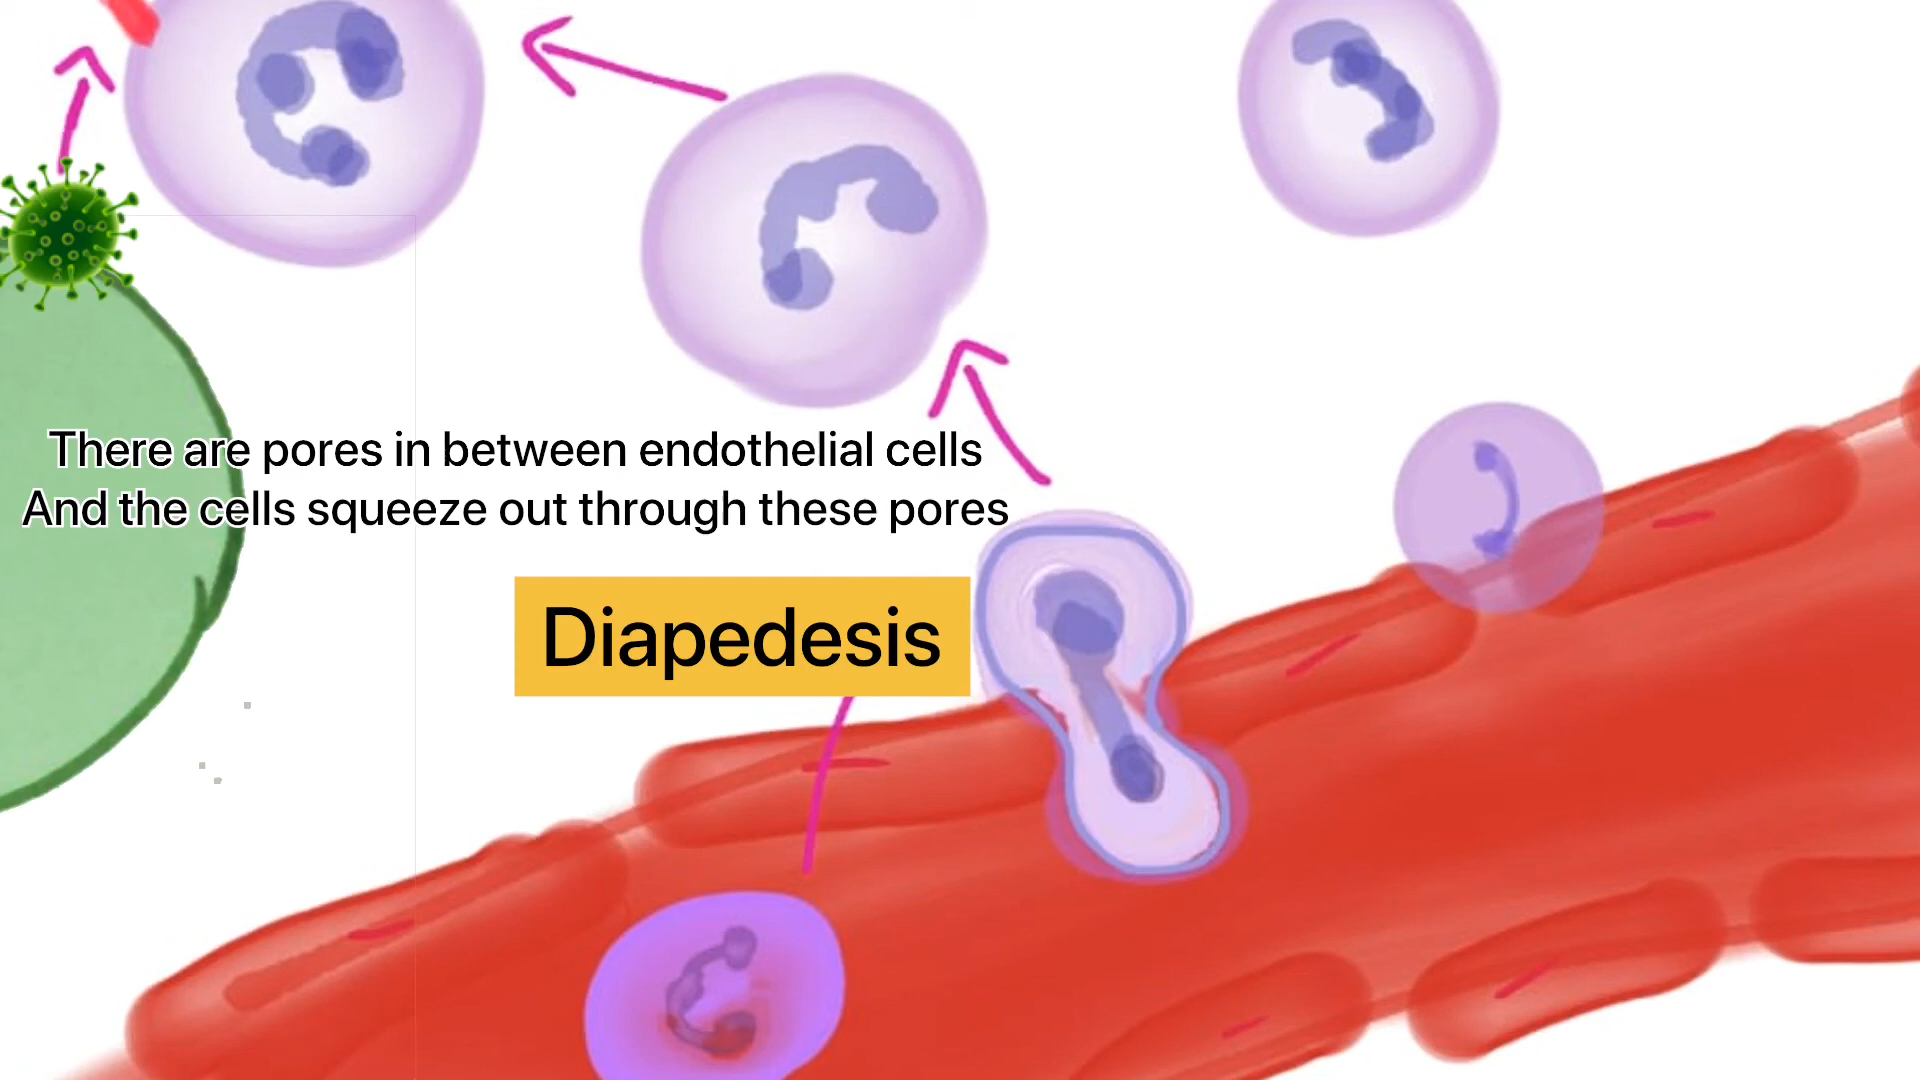 There are pores in between endothelial cells
And the cells squeeze out through these pores
Diapedesis